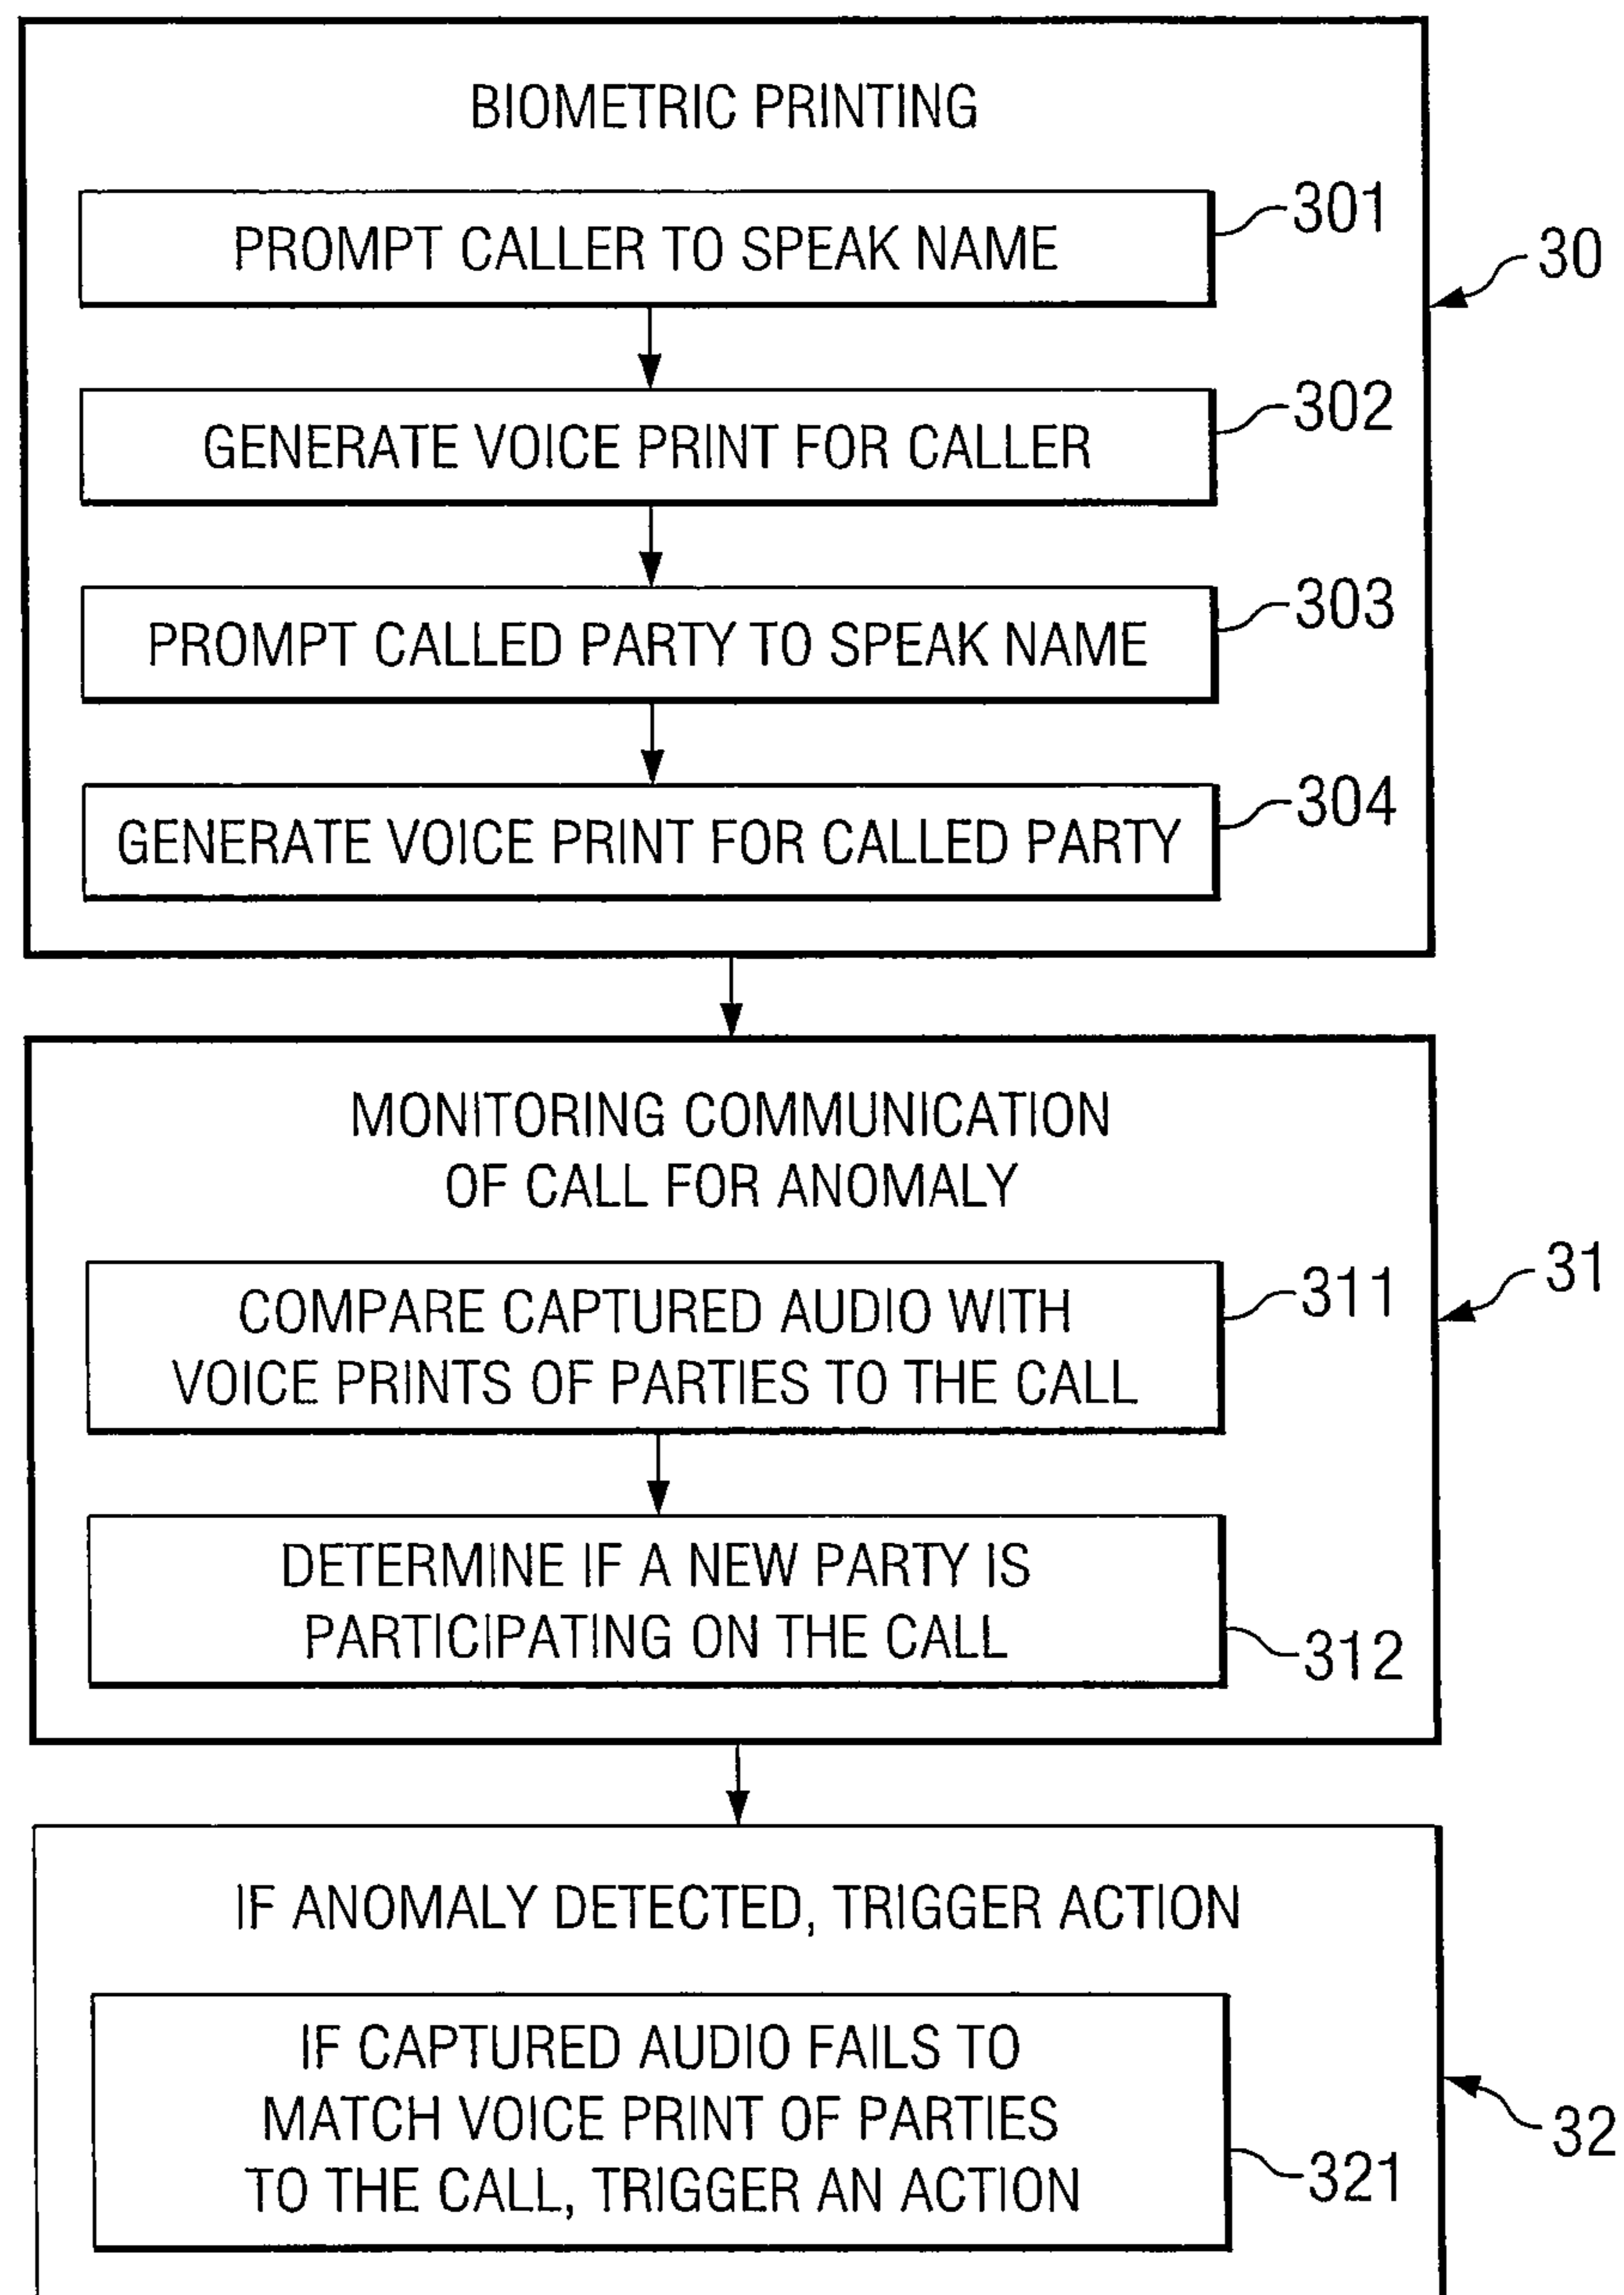 BIOMETRIC PRINTING
PROMPT CALLER TO SPEAK NAME
301
30
GENERATE VOICE PRINT FOR CALLER
302
PROMPT CALLED PARTY TO SPEAK NAME
303
GENERATE VOICE PRINT FOR CALLED PARTY
304
MONITORING COMMUNICATION
OF CALL FOR ANOMALY
31
COMPARE CAPTURED AUDIO WITH
VOICE PRINTS OF PARTIES TO THE CALL
311
DETERMINE IF A NEW PARTY IS
PARTICIPATING ON THE CALL
312
IF ANOMALY DETECTED, TRIGGER ACTION
32
IF CAPTURED AUDIO FAILS TO
MATCH VOICE PRINT OF PARTIES
TO THE CALL, TRIGGER AN ACTION
321